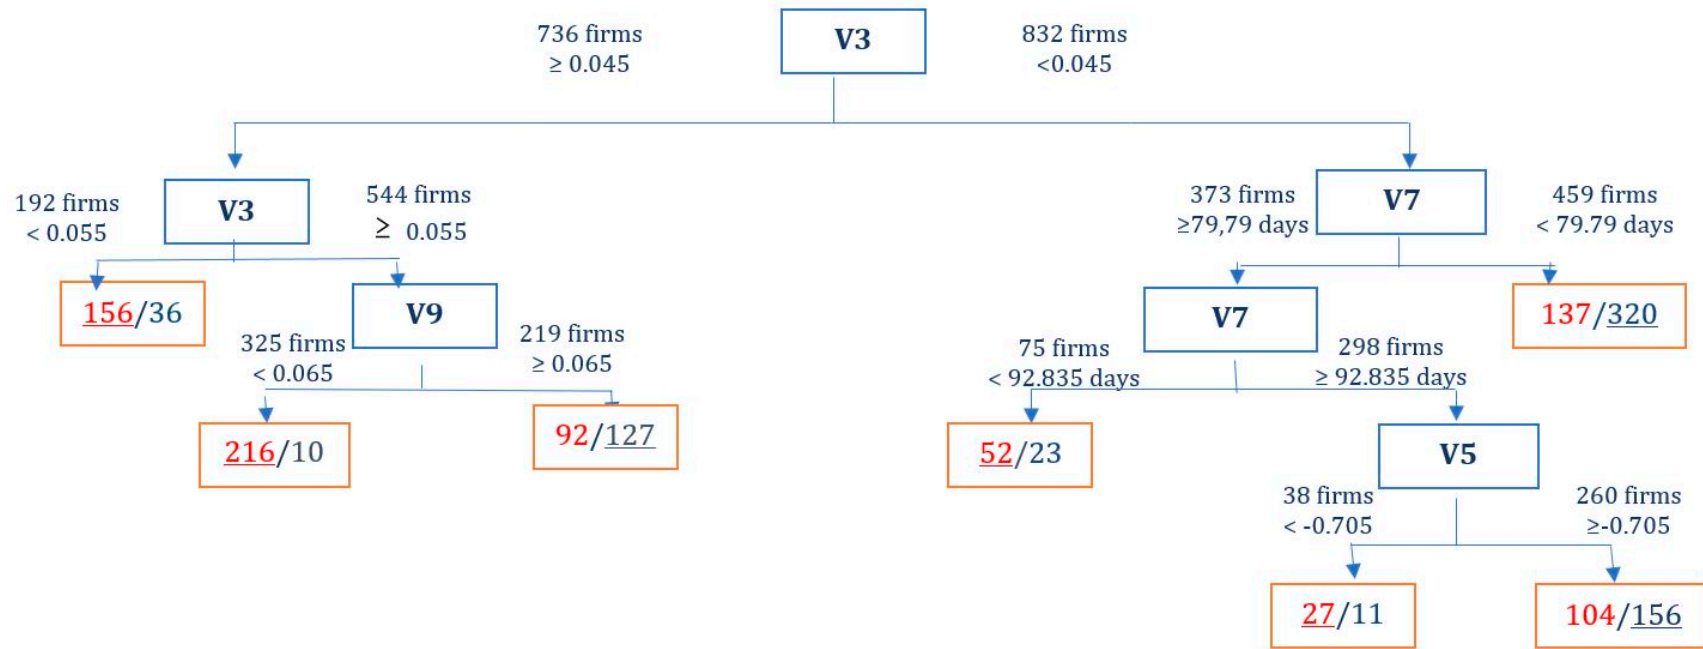 736 firms
≥ 0.045
V3
832 firms
<0.045
192 firms
< 0.055
V3
544 firms
≥ 0.055
373 firms
≥79,79 days
V7
459 firms
< 79.79 days
156/36
V9
325 firms
< 0.065
219 firms
≥ 0.065
V7
75 firms
< 92.835 days
298 firms
≥ 92.835 days
137/320
216/10
92/127
52/23
V5
38 firms
< -0.705
260 firms
≥-0.705
27/11
104/156